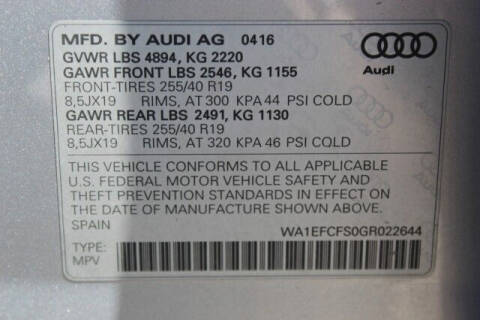 MFD. BY AUDI AG 0416
GVWR LBS 4894, KG 2220
GAWR FRONT LBS 2546, KG 1155
Audi
FRONT-TIRES 255/40 R19
8,5JX19 RIMS, AT 300 KPA 44 PSI COLD
GAWR REAR LBS 2491, KG 1130
REAR-TIRES 255/40 R19
8,5JX19 RIMS, AT 320 KPA 46 PSI COLD
THIS VEHICLE CONFORMS TO ALL APPLICABLE
U.S. FEDERAL MOTOR VEHICLE SAFETY AND
THEFT PREVENTION STANDARDS IN EFFECT ON
THE DATE OF MANUFACTURE SHOWN ABOVE.
SPAIN WA1EFCFS0GR022644
TYPE:
MPV